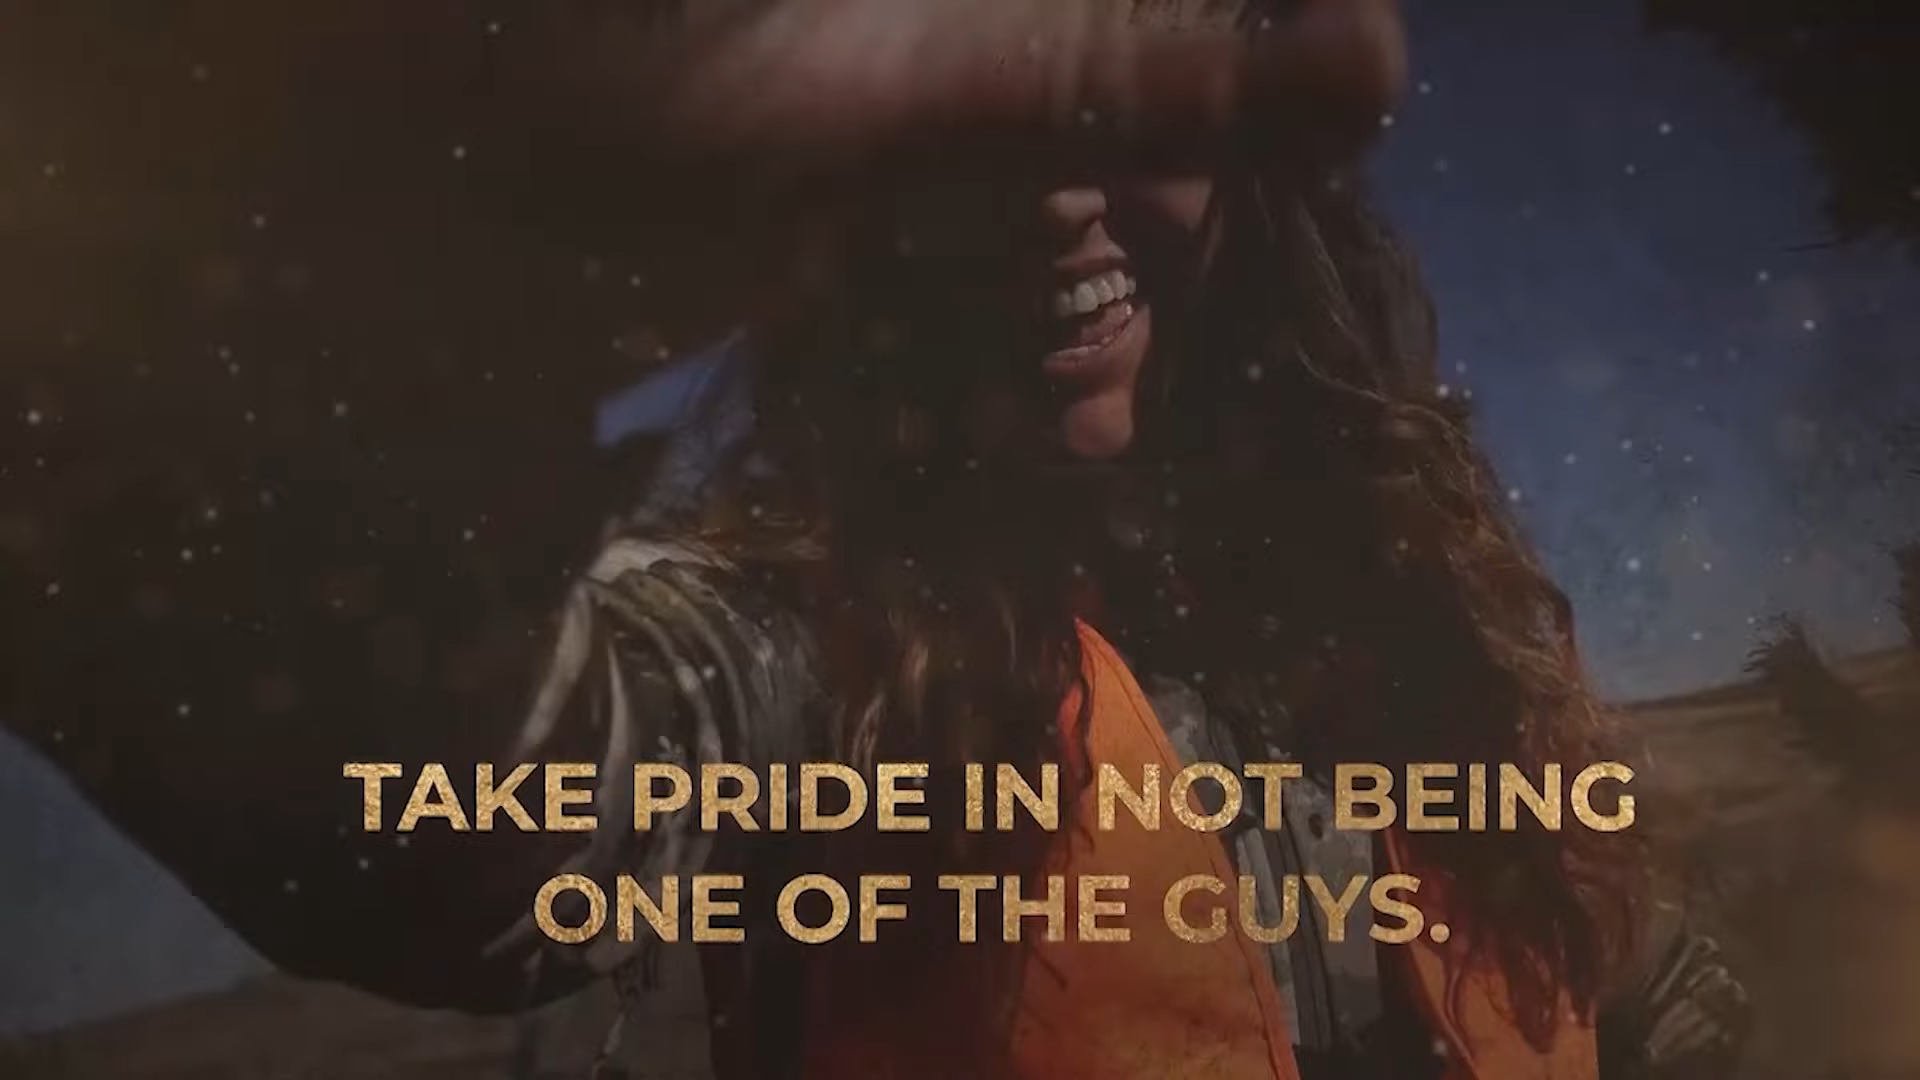 TAKE PRIDE IN NOT BEING
ONE OF THE GUYS.